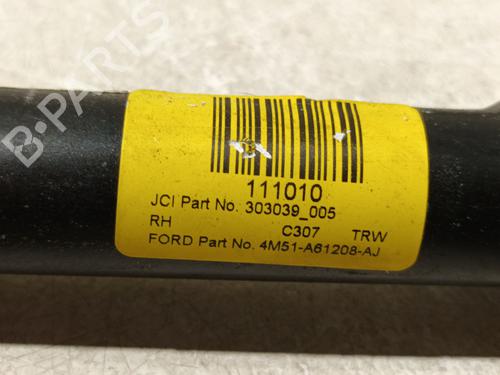 B-PARTS
111010
JCI Part No. 303039_005
RH C307 TRW
FORD Part No. 4M51-A61208-AJ